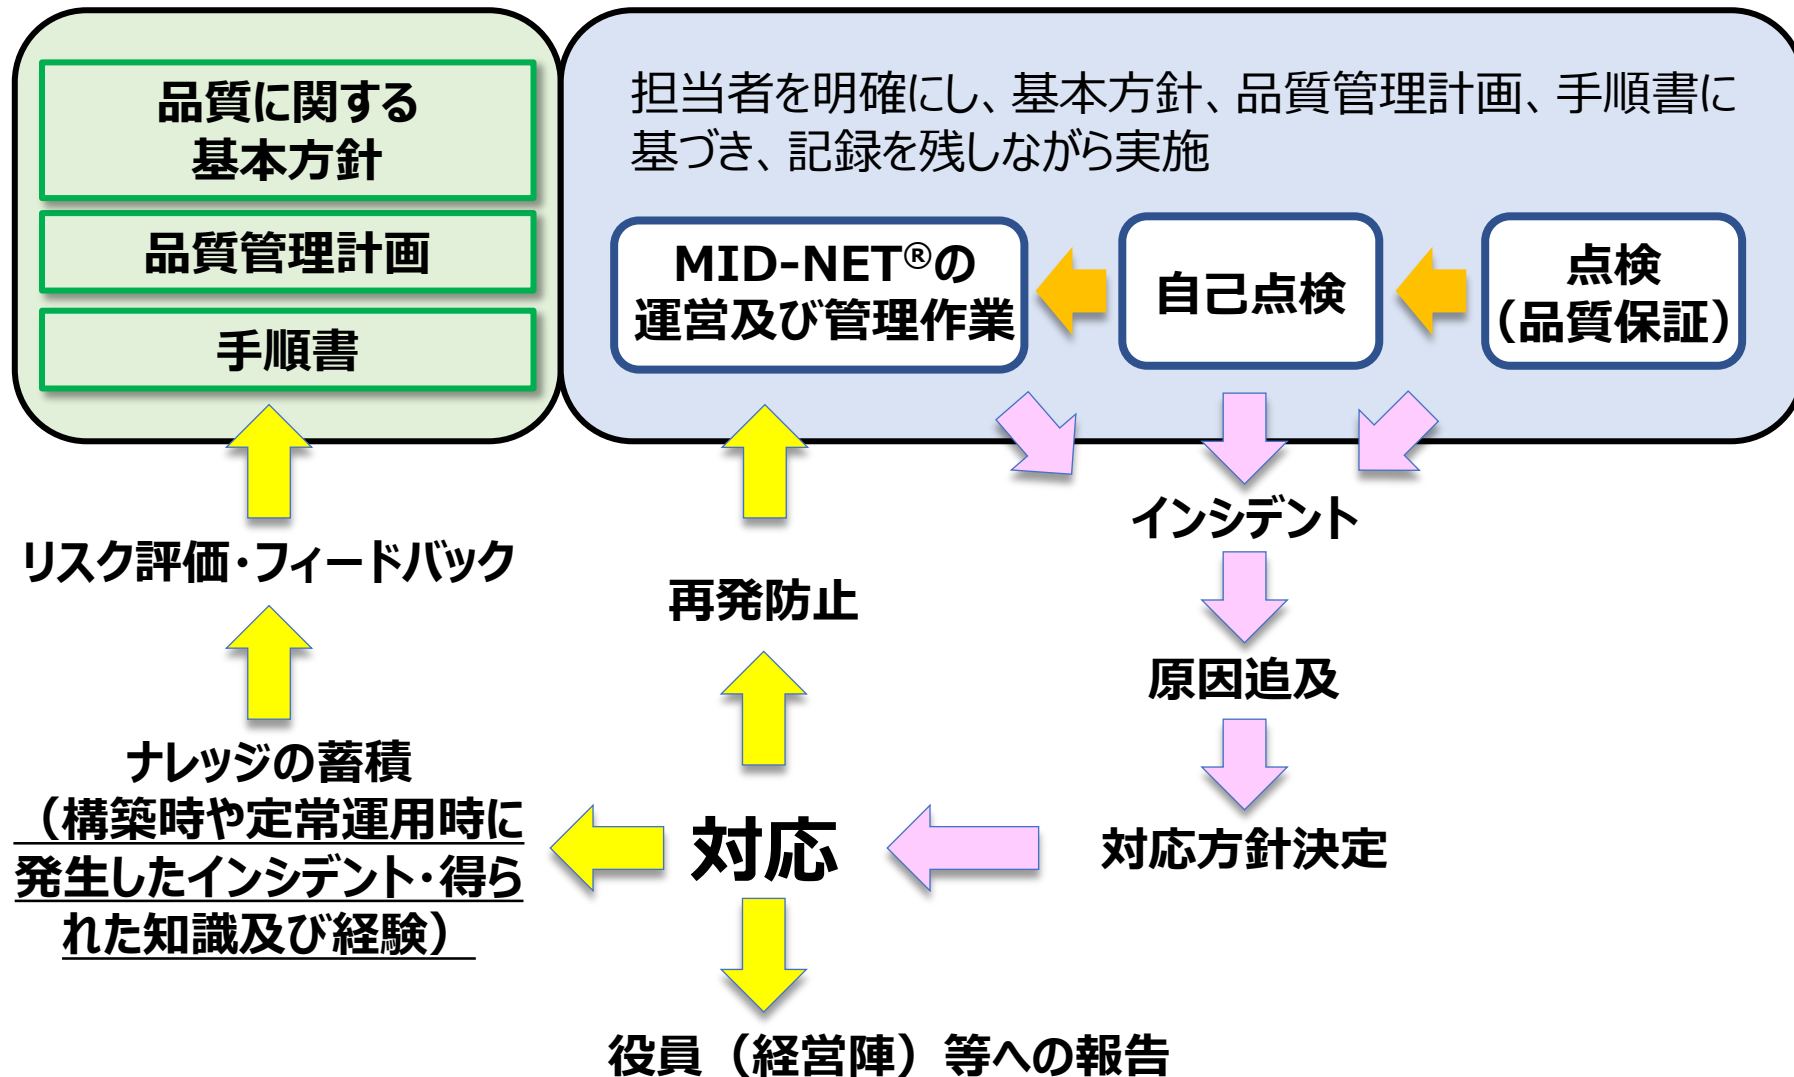 品質に関する
基本方針
品質管理計画
手順書
担当者を明確にし、基本方針、品質管理計画、手順書に
基づき、記録を残しながら実施
MID-NET®の
運営及び管理作業
自己点検
点検
（品質保証）
インシデント
原因追及
対応方針決定
対応
再発防止
リスク評価・フィードバック
ナレッジの蓄積
（構築時や定常運用時に
発生したインシデント・得ら
れた知識及び経験）
役員（経営陣）等への報告